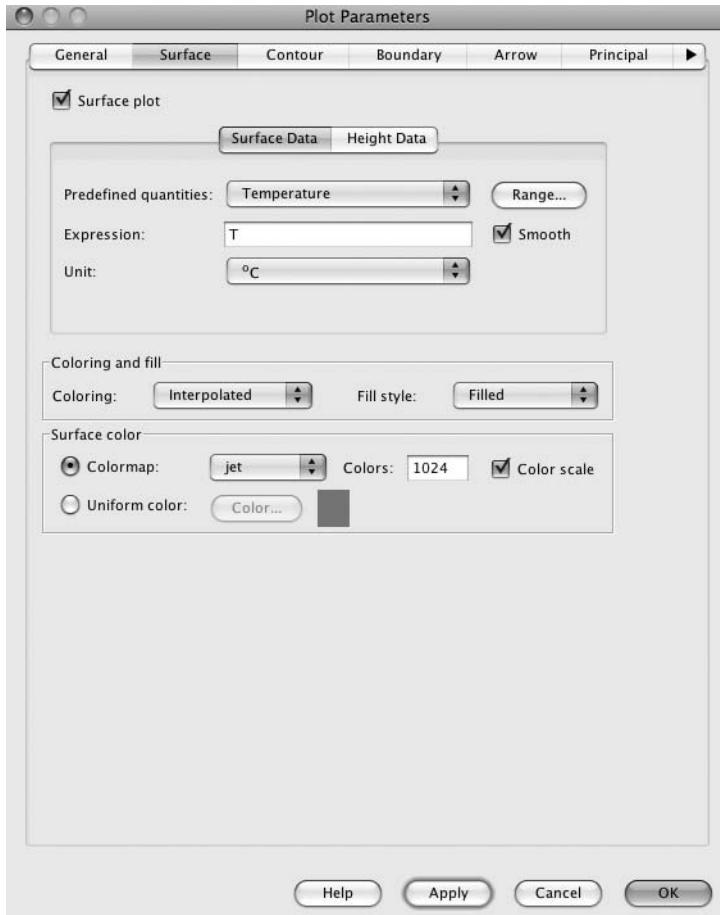 Plot Parameters
General Surface Contour Boundary Arrow Principal
Surface plot
Surface Data Height Data
Predefined quantities: Temperature Range...
Expression: T Smooth
Unit: °C
Coloring and fill
Coloring: Interpolated Fill style: Filled
Surface color
Colormap: jet Colors: 1024 Color scale
Uniform color: Color...
Help Apply Cancel OK